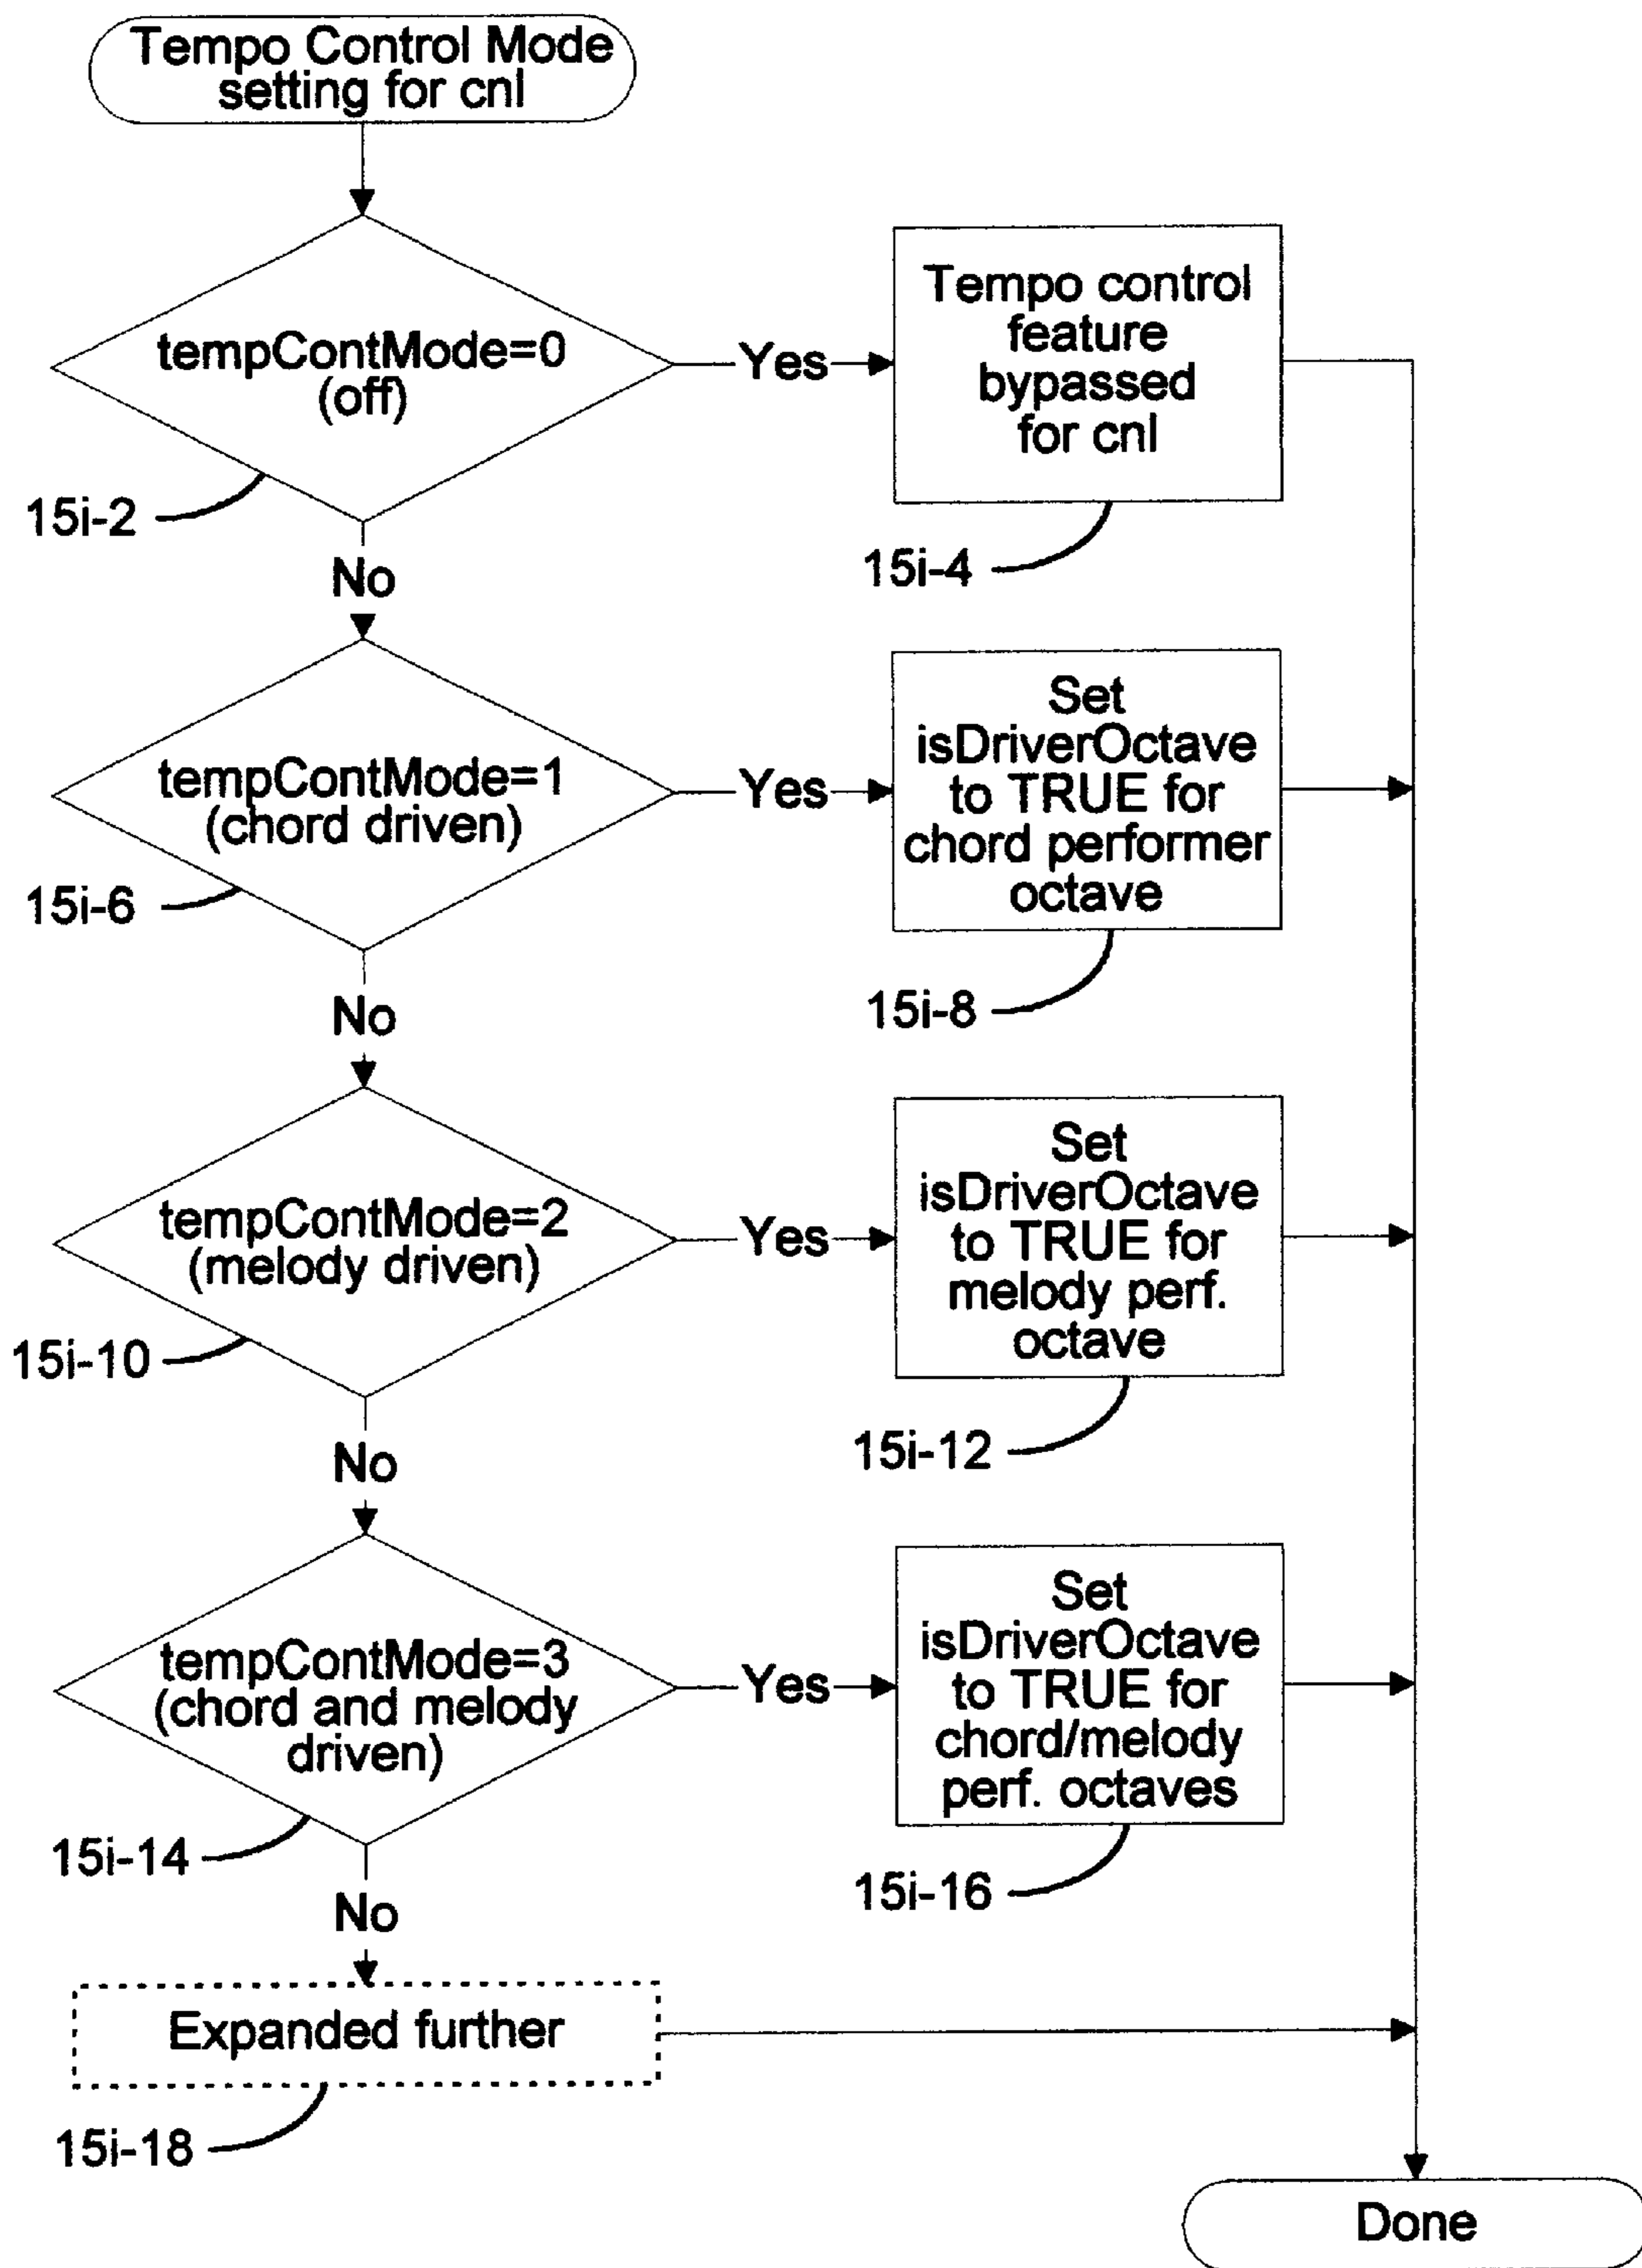 Tempo Control Mode
setting for cnl
tempContMode=0
(off)
Yes
Tempo control
feature
bypassed
for cnl
15i-2
15i-4
No
tempContMode=1
(chord driven)
Yes
Set
isDriverOctave
to TRUE for
chord performer
octave
15i-6
15i-8
No
tempContMode=2
(melody driven)
Yes
Set
isDriverOctave
to TRUE for
melody perf.
octave
15i-10
15i-12
No
tempContMode=3
(chord and melody
driven)
Yes
Set
isDriverOctave
to TRUE for
chord/melody
perf. octaves
15i-14
15i-16
No
Expanded further
15i-18
Done